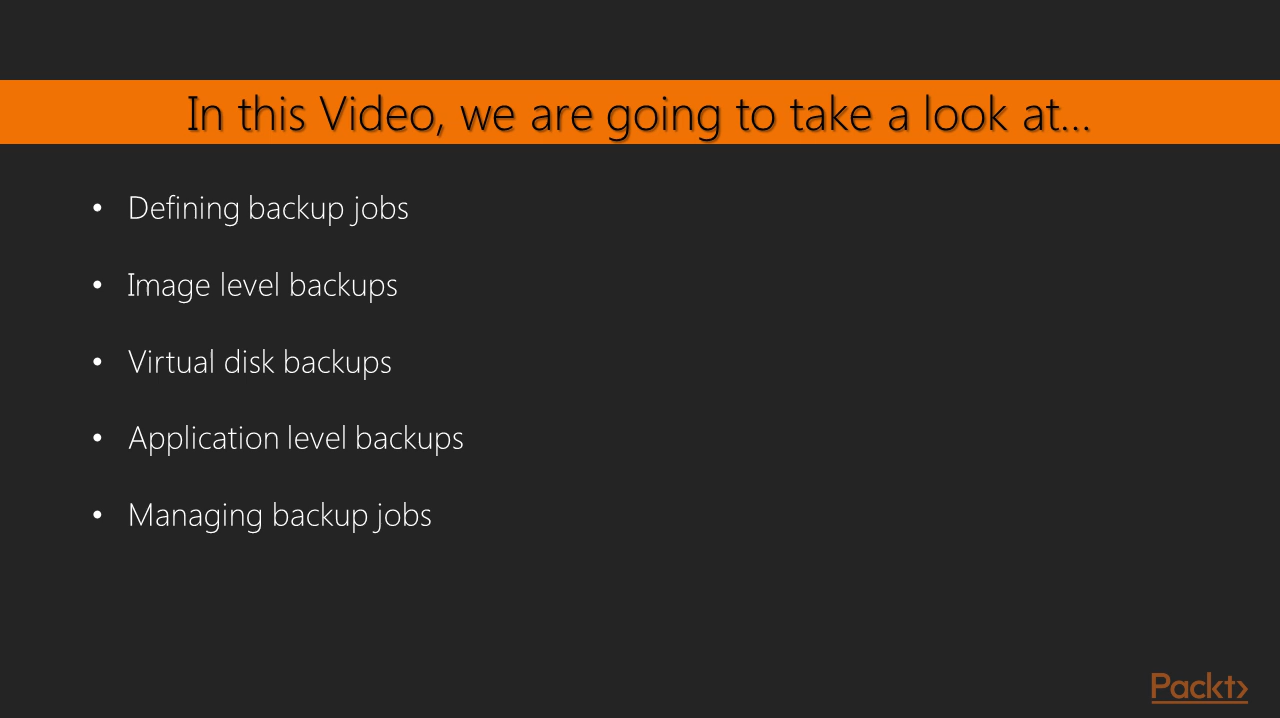 In this Video, we are going to take a look at...
• Defining backup jobs
• Image level backups
• Virtual disk backups
• Application level backups
• Managing backup jobs
Packt>